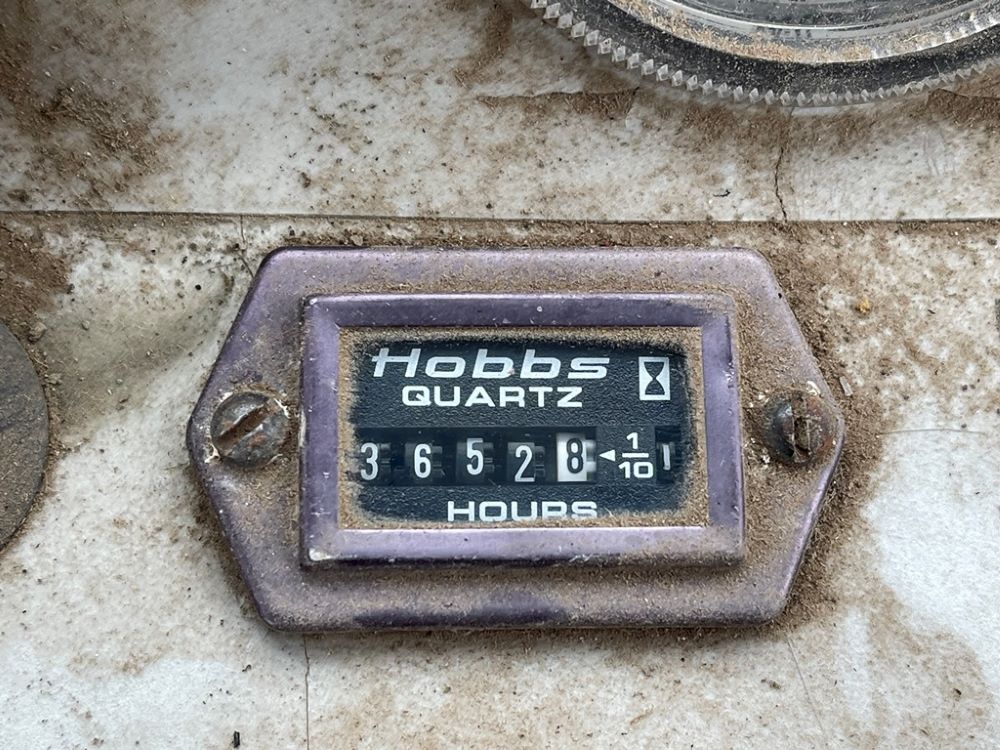 Hobbs
QUARTZ
3 6 5 2 8 ◄ 1/10
HOURS